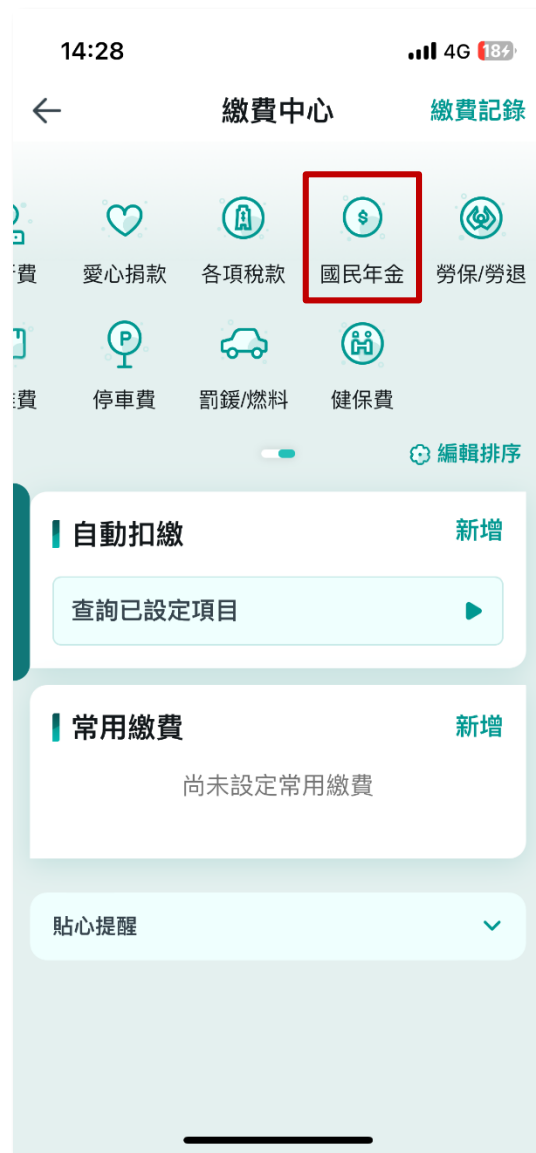 14:28 4G 18
繳費中心 繳費記錄
費 愛心捐款 各項稅款 國民年金 勞保/勞退
費 停車費 罰鍰/燃料 健保費
編輯排序
自動扣繳 新增
查詢已設定項目
常用繳費 新增
尚未設定常用繳費
貼心提醒